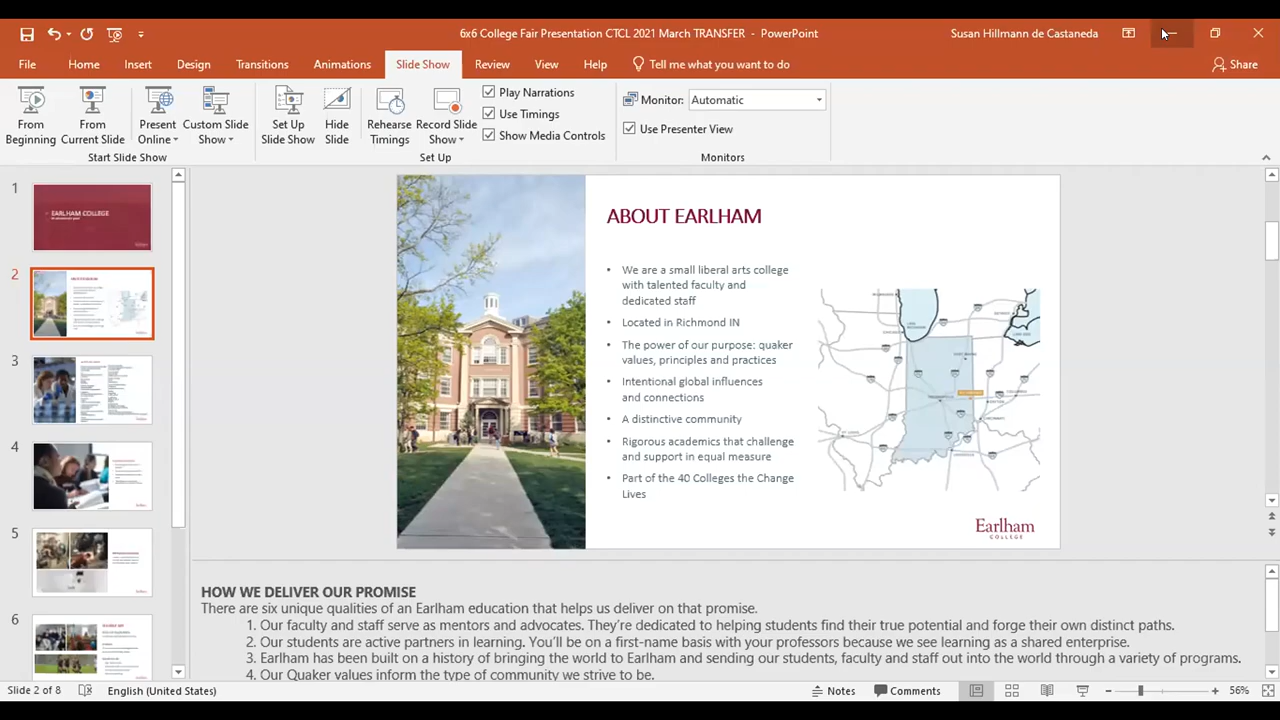 6x6 College Fair Presentation CTCL 2021 March TRANSFER - PowerPoint
Susan Hillmann de Castaneda
File Home Insert Design Transitions Animations Slide Show Review View Help Tell me what you want to do Share
From Beginning
From Current Slide
Present Online
Custom Slide Show
Start Slide Show
Set Up Slide Show
Hide Slide
Rehearse Timings
Record Slide Show
Play Narrations
Use Timings
Show Media Controls
Set Up
Monitor: Automatic
Use Presenter View
Monitors
1
EARLHAM COLLEGE
2
3
4
5
6
ABOUT EARLHAM
• We are a small liberal arts college
with talented faculty and
dedicated staff
• Located in Richmond IN
• The power of our purpose: quaker
values, principles and practices
• Intentional global influences
and connections
• A distinctive community
• Rigorous academics that challenge
and support in equal measure
• Part of the 40 Colleges the Change
Lives
Earlham
COLLEGE
HOW WE DELIVER OUR PROMISE
There are six unique qualities of an Earlham education that helps us deliver on that promise.
1. Our faculty and staff serve as mentors and advocates. They're dedicated to helping students find their true potential and forge their own distinct paths.
2. Our students are active partners in learning. You'll be on a first-name basis with your professors because we see learning as a shared enterprise.
3. Earlham has been built on a history of bringing the world to Earlham and sending our students, faculty and staff out into the world through a variety of programs.
4. Our Quaker values inform the type of community we strive to be.
Slide 2 of 8 English (United States) Notes Comments 56%